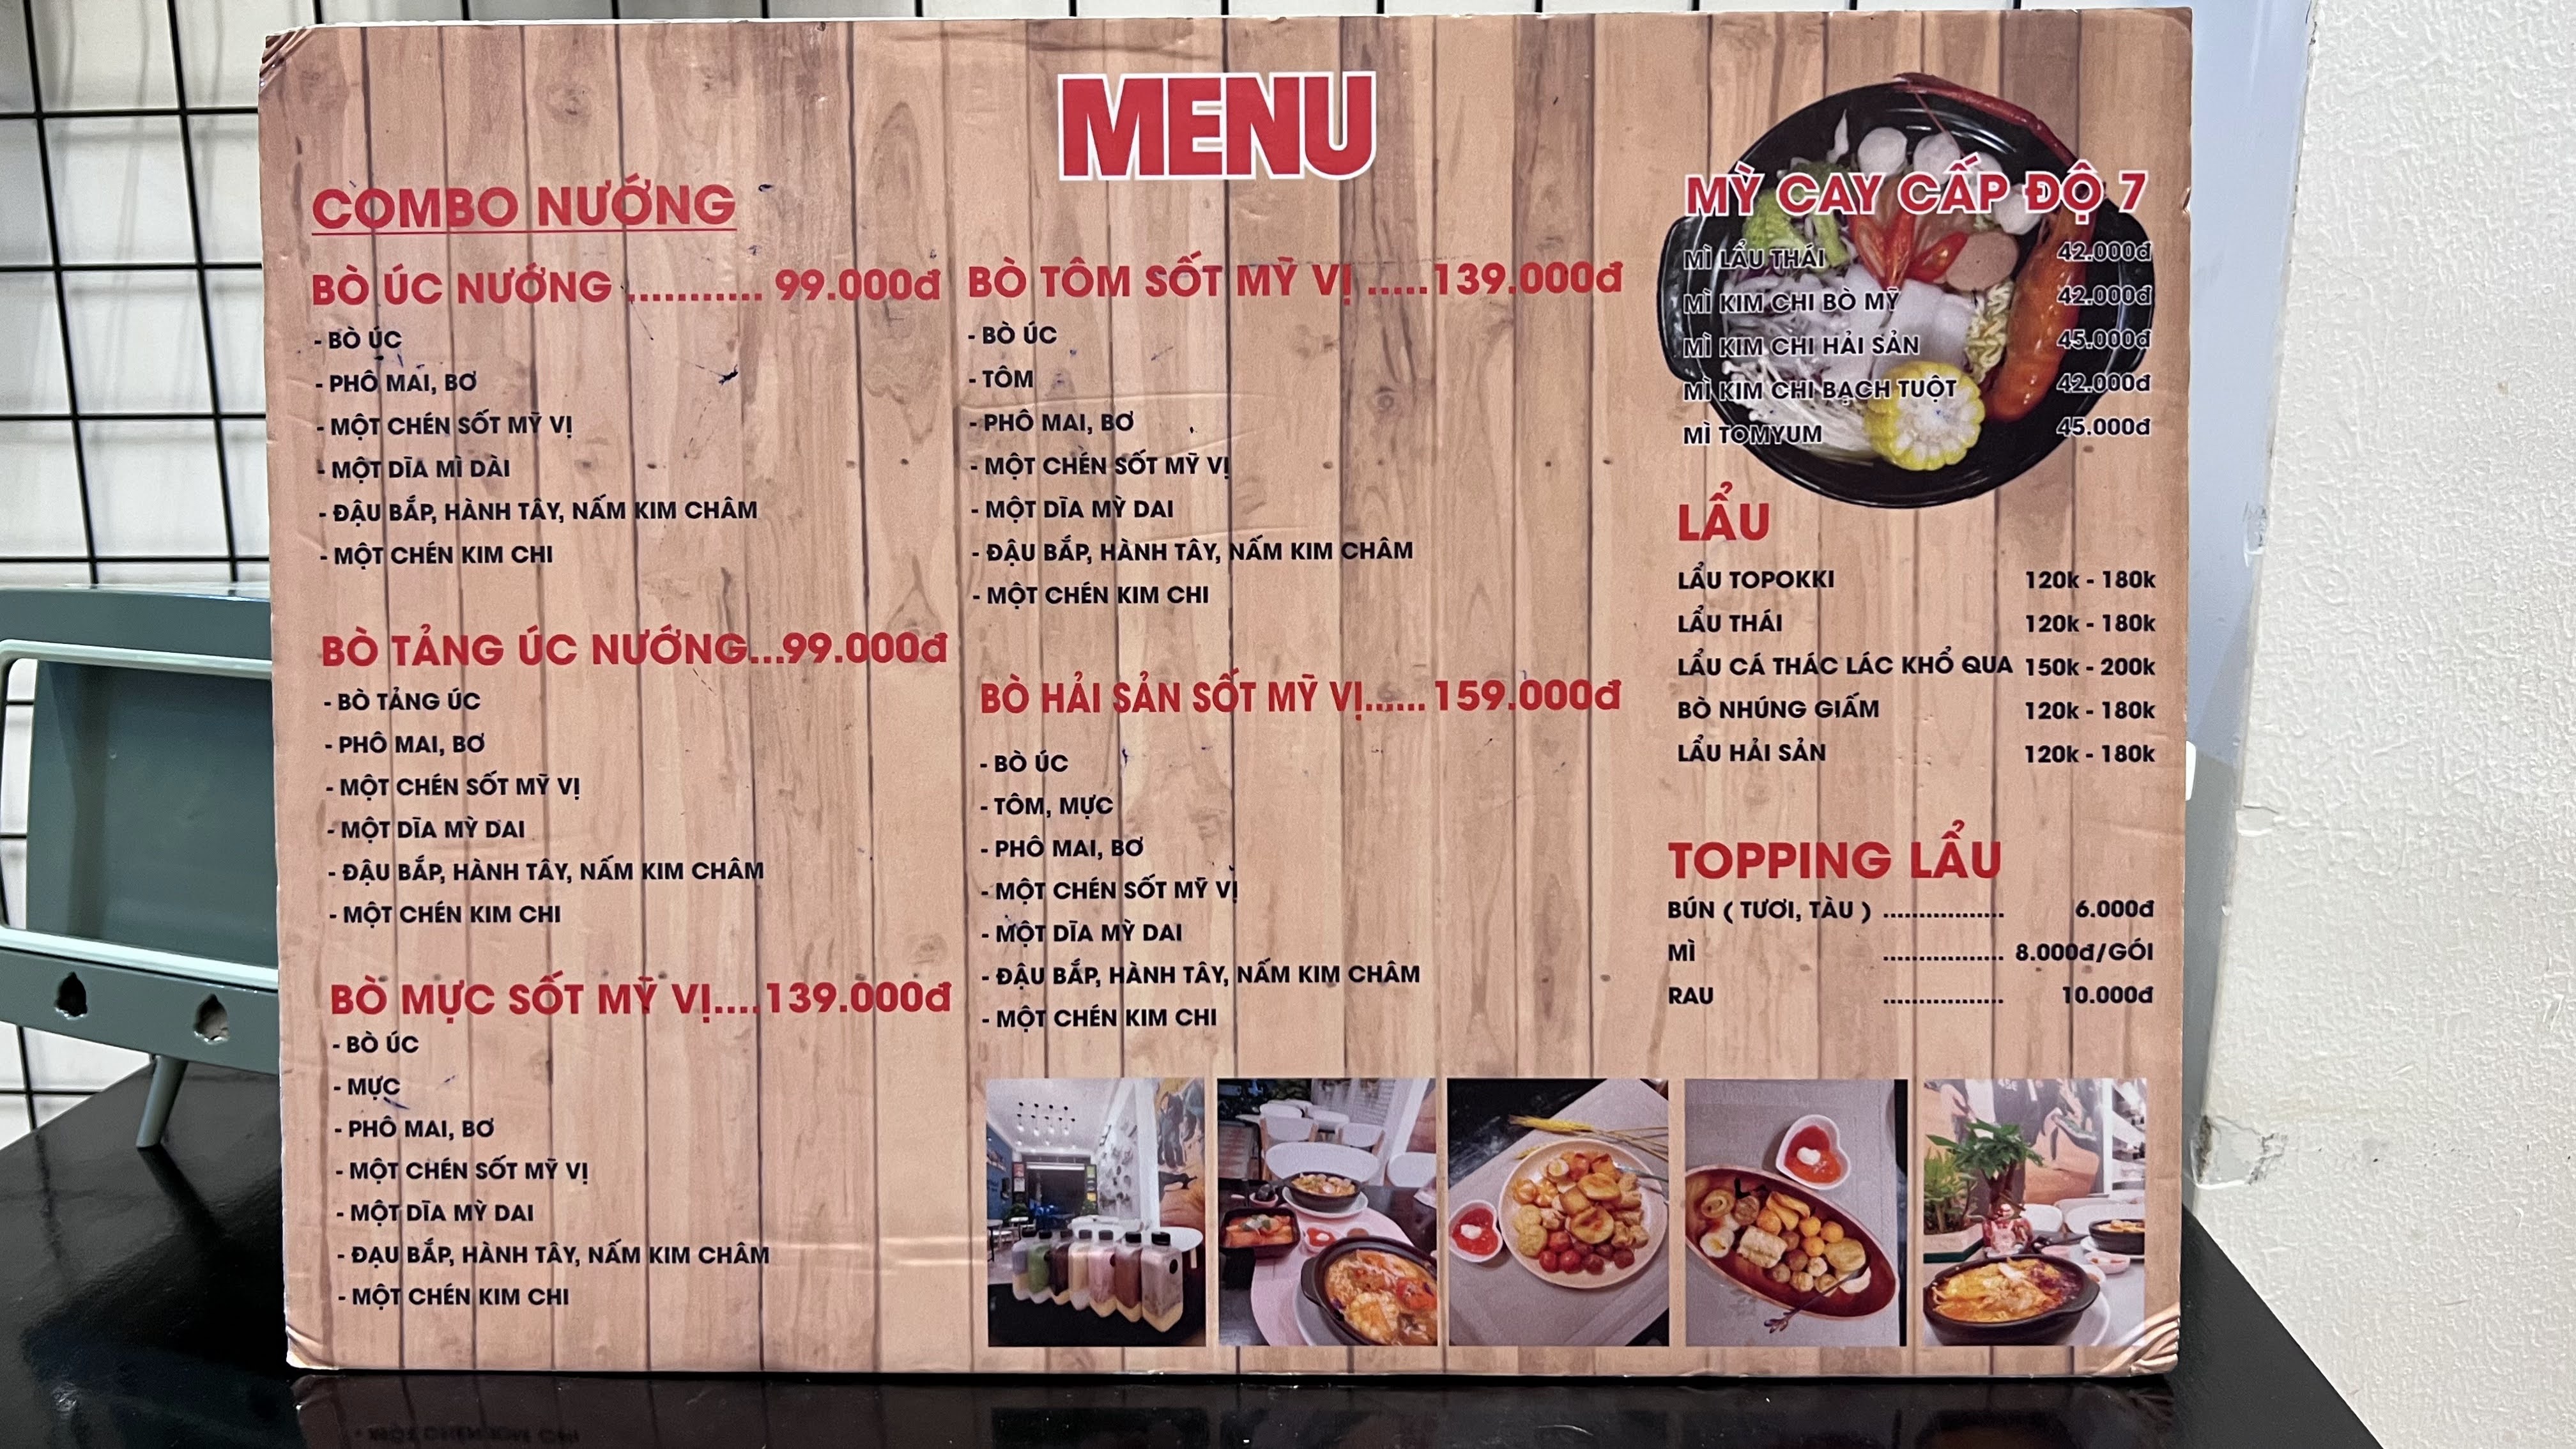 MENU
COMBO NƯỚNG
BÒ ÚC NƯỚNG ........... 99.000đ
- BÒ ÚC
- PHÔ MAI, BƠ
- MỘT CHÉN SỐT MỸ VỊ
- MỘT DĨA MÌ DÀI
- ĐẬU BẮP, HÀNH TÂY, NẤM KIM CHÂM
- MỘT CHÉN KIM CHI
BÒ TẢNG ÚC NƯỚNG...99.000đ
- BÒ TẢNG ÚC
- PHÔ MAI, BƠ
- MỘT CHÉN SỐT MỸ VỊ
- MỘT DĨA MỲ DAI
- ĐẬU BẮP, HÀNH TÂY, NẤM KIM CHÂM
- MỘT CHÉN KIM CHI
BÒ MỰC SỐT MỸ VỊ....139.000đ
- BÒ ÚC
- MỰC
- PHÔ MAI, BƠ
- MỘT CHÉN SỐT MỸ VỊ
- MỘT DĨA MỲ DAI
- ĐẠU BẮP, HÀNH TÂY, NẤM KIM CHÂM
- MỘT CHÉN KIM CHI
BÒ TÔM SỐT MỸ VỊ .....139.000đ
- BÒ ÚC
- TÔM
- PHÔ MAI, BƠ
- MỘT CHÉN SỐT MỸ VỊ
- MỘT DĨA MỲ DAI
- ĐẬU BẮP, HÀNH TÂY, NẤM KIM CHÂM
- MỘT CHÉN KIM CHI
BÒ HẢI SẢN SỐT MỸ VỊ...... 159.000đ
- BÒ ÚC
- TÔM, MỰC
- PHÔ MAI, BƠ
- MỘT CHÉN SỐT MỸ VỊ
- MỘT DĨA MỲ DAI
- ĐẬU BẮP, HÀNH TÂY, NẤM KIM CHÂM
- MỘT CHÉN KIM CHI
MỲ CAY CẤP ĐỘ 7
MÌ LẨU THÁI 42.000đ
MÌ KIM CHI BÒ MỸ 42.000đ
MÌ KIM CHI HẢI SẢN 45.000đ
MÌ KIM CHI BẠCH TUỘT 42.000đ
MÌ TOMYUM 45.000đ
LẨU
LẨU TOPOKKI 120k - 180k
LẨU THÁI 120k - 180k
LẨU CÁ THÁC LÁC KHỔ QUA 150k - 200k
BÒ NHÚNG GIẤM 120k - 180k
LẨU HẢI SẢN 120k - 180k
TOPPING LẨU
BÚN ( TƯƠI, TÀU ) ................. 6.000đ
MÌ ................. 8.000đ/GÓI
RAU ................. 10.000đ